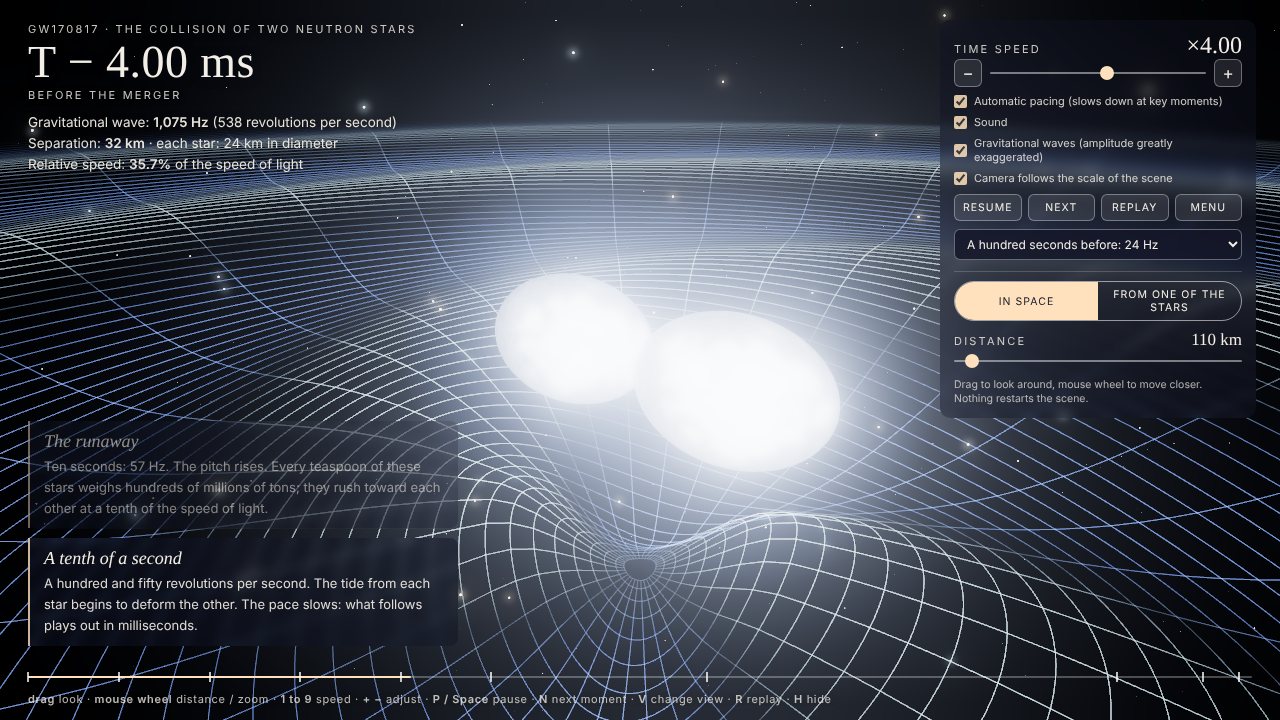 GW170817 · THE COLLISION OF TWO NEUTRON STARS
T − 4.00 ms
BEFORE THE MERGER
Gravitational wave: 1,075 Hz (538 revolutions per second)
Separation: 32 km · each star: 24 km in diameter
Relative speed: 35.7% of the speed of light
TIME SPEED
×4.00
−
+
Automatic pacing (slows down at key moments)
Sound
Gravitational waves (amplitude greatly
exaggerated)
Camera follows the scale of the scene
RESUME
NEXT
REPLAY
MENU
A hundred seconds before: 24 Hz
IN SPACE
FROM ONE OF THE
STARS
DISTANCE
110 km
Drag to look around, mouse wheel to move closer.
Nothing restarts the scene.
The runaway
Ten seconds: 57 Hz. The pitch rises. Every teaspoon of these
stars weighs hundreds of millions of tons; they rush toward each
other at a tenth of the speed of light.
A tenth of a second
A hundred and fifty revolutions per second. The tide from each
star begins to deform the other. The pace slows: what follows
plays out in milliseconds.
drag look · mouse wheel distance / zoom · 1 to 9 speed · + − adjust · P / Space pause · N next moment · V change view · R replay · H hide